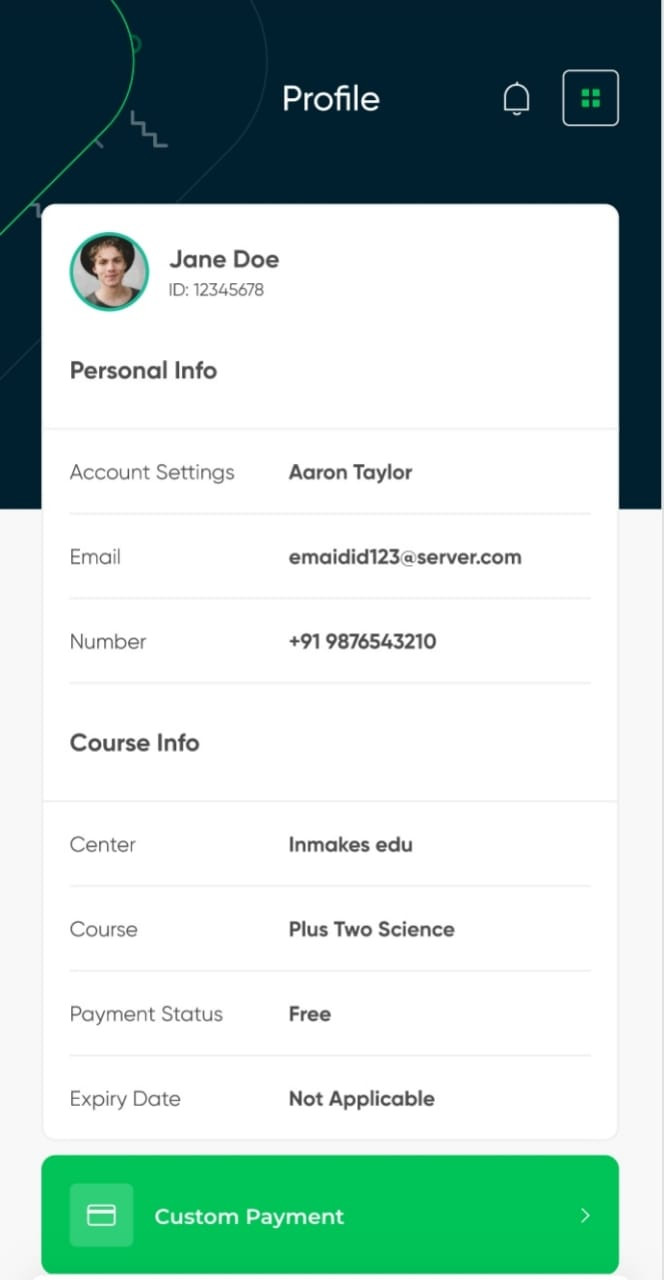 Profile
Jane Doe
ID: 12345678
Personal Info
Account Settings Aaron Taylor
Email emaidid123@server.com
Number +91 9876543210
Course Info
Center Inmakes edu
Course Plus Two Science
Payment Status Free
Expiry Date Not Applicable
Custom Payment